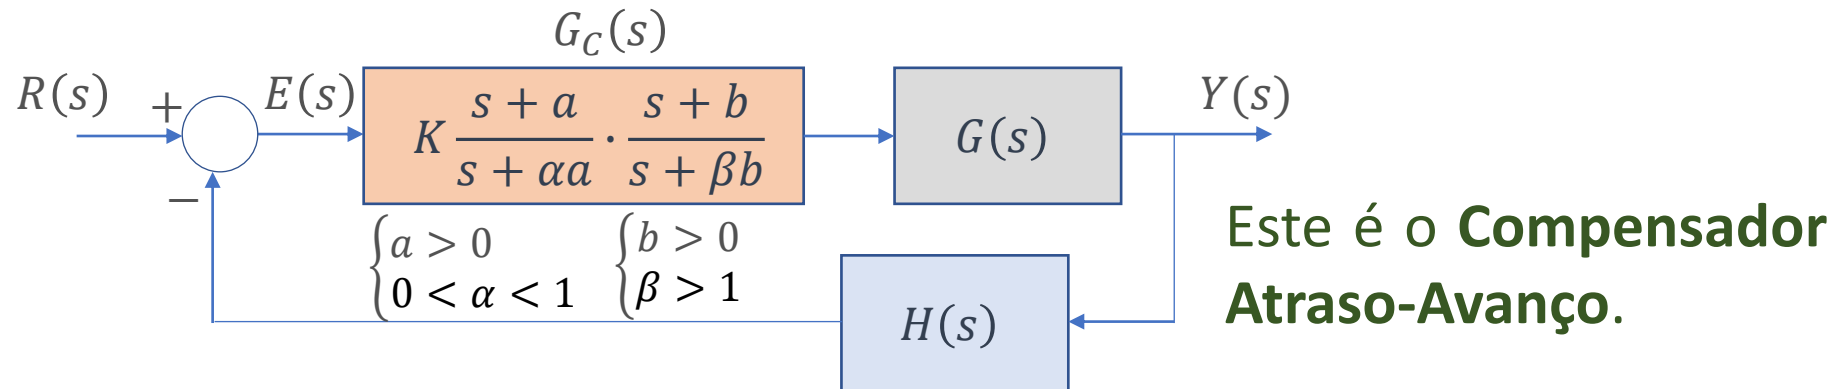 G_C(s)
R(s) + E(s) K (s + a)/(s + αa) · (s + b)/(s + βb) G(s) Y(s)
−
{a > 0 {b > 0
0 < α < 1 β > 1
H(s)
Este é o Compensador
Atraso-Avanço.